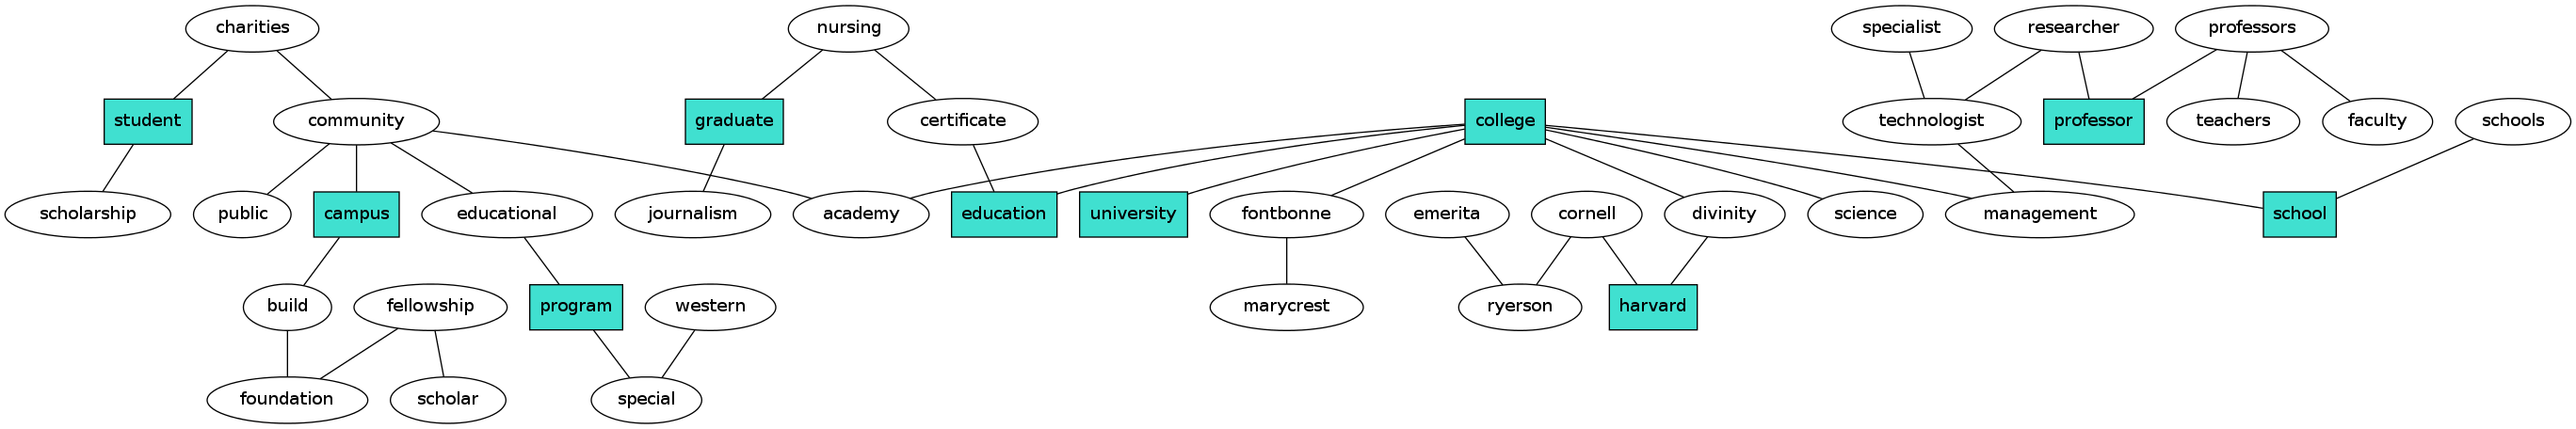 charities
nursing
specialist
researcher
professors
student
community
graduate
certificate
college
technologist
professor
teachers
faculty
schools
scholarship
public
campus
educational
journalism
academy
education
university
fontbonne
emerita
cornell
divinity
science
management
school
build
fellowship
program
western
marycrest
ryerson
harvard
foundation
scholar
special